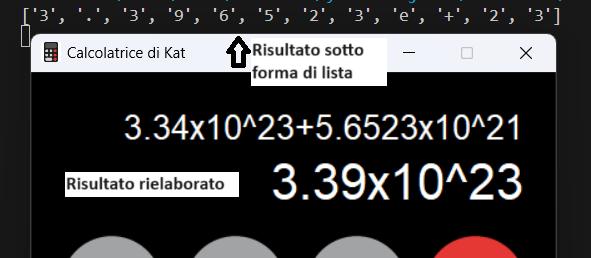 ['3', '.', '3', '9', '6', '5', '2', '3', 'e', '+', '2', '3']
Risultato sotto
forma di lista
Calcolatrice di Kat
3.34x10^23+5.6523x10^21
Risultato rielaborato
3.39x10^23